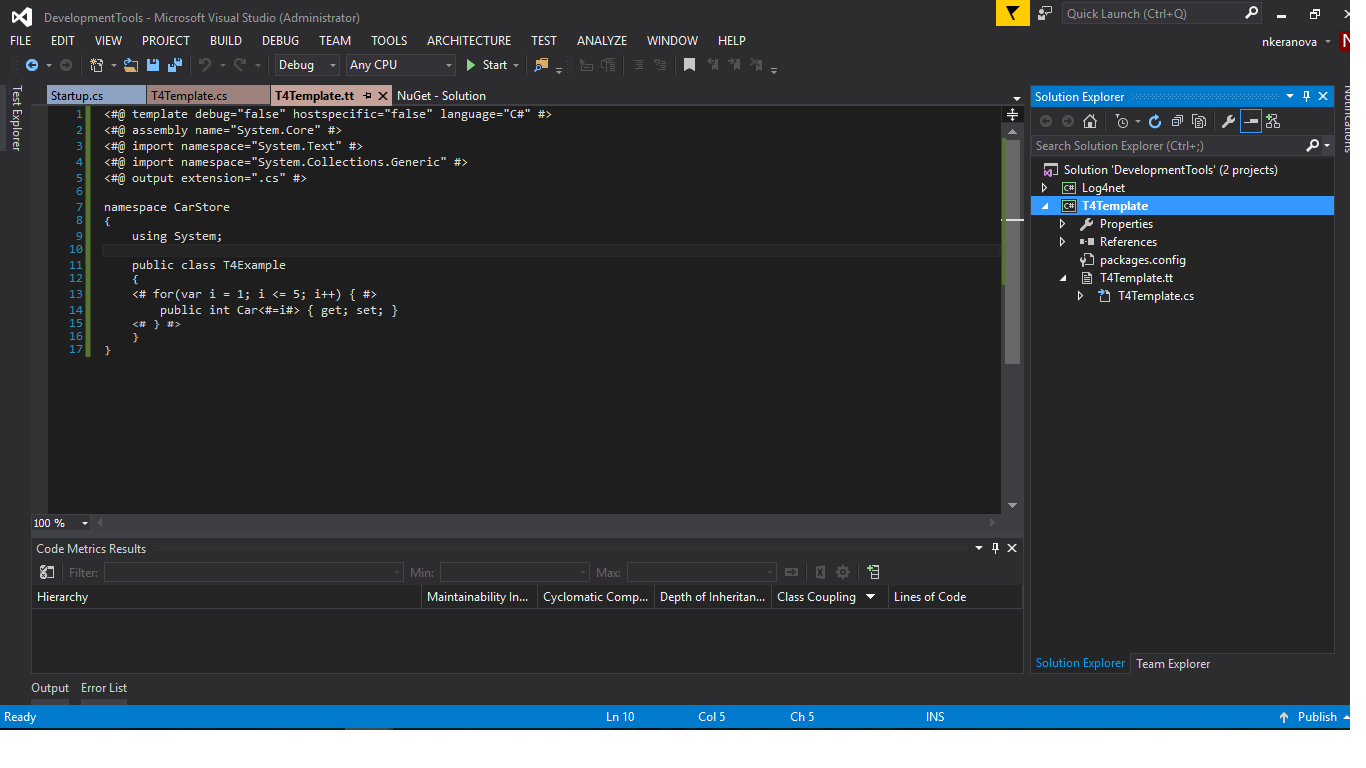 DevelopmentTools - Microsoft Visual Studio (Administrator)
Quick Launch (Ctrl+Q)
FILE EDIT VIEW PROJECT BUILD DEBUG TEAM TOOLS ARCHITECTURE TEST ANALYZE WINDOW HELP
nkeranova
N
Debug Any CPU Start
Test Explorer
Startup.cs T4Template.cs T4Template.tt NuGet - Solution
1 <#@ template debug="false" hostspecific="false" language="C#" #>
2 <#@ assembly name="System.Core" #>
3 <#@ import namespace="System.Text" #>
4 <#@ import namespace="System.Collections.Generic" #>
5 <#@ output extension=".cs" #>
6
7 namespace CarStore
8 {
9     using System;
10
11     public class T4Example
12     {
13     <# for(var i = 1; i <= 5; i++) { #>
14         public int Car<#=i#> { get; set; }
15     <# } #>
16     }
17 }
100 %
Code Metrics Results
Filter: Min: Max:
Hierarchy Maintainability In... Cyclomatic Comp... Depth of Inheritan... Class Coupling Lines of Code
Output Error List
Solution Explorer
Search Solution Explorer (Ctrl+;)
Solution 'DevelopmentTools' (2 projects)
C# Log4net
C# T4Template
Properties
References
packages.config
T4Template.tt
T4Template.cs
Solution Explorer Team Explorer
Notifications
Ready Ln 10 Col 5 Ch 5 INS Publish